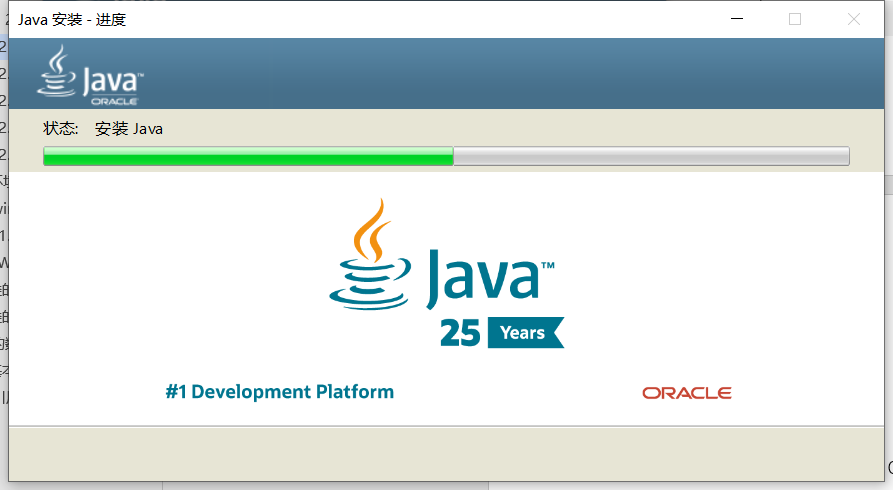 Java 安装 - 进度
Java
ORACLE
状态: 安装 Java
Java™
25 Years
#1 Development Platform
ORACLE